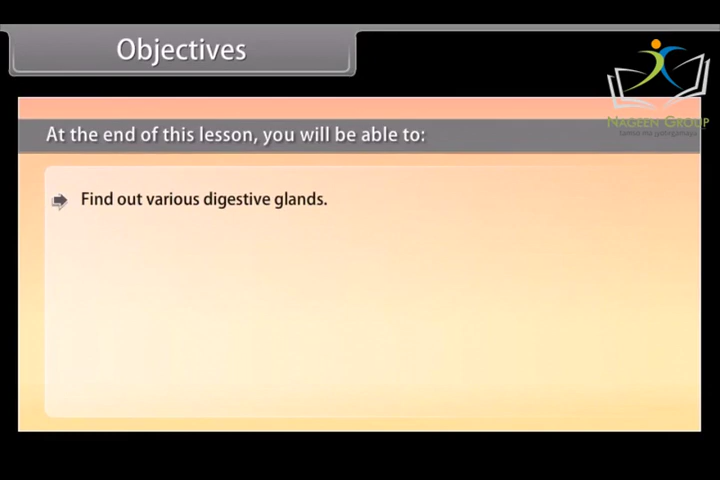 Objectives
NAGEEN GROUP
At the end of this lesson, you will be able to:
Find out various digestive glands.